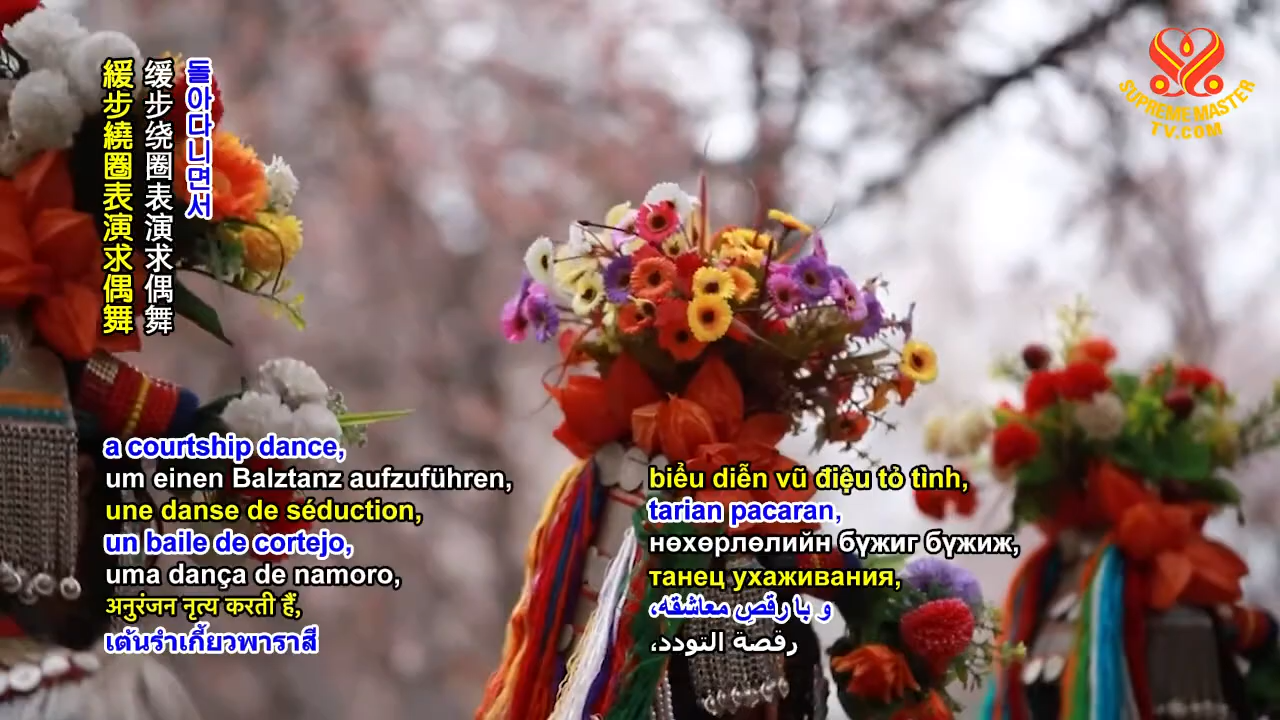 緩步繞圈表演求偶舞
缓步绕圈表演求偶舞
돌아다니면서
SUPREME MASTER
TV.COM
a courtship dance,
um einen Balztanz aufzuführen,
une danse de séduction,
un baile de cortejo,
uma dança de namoro,
अनुरंजन नृत्य करती हैं,
เต้นรำเกี้ยวพาราสี
biểu diễn vũ điệu tỏ tình,
tarian pacaran,
нөхөрлөлийн бүжиг бүжиж,
танец ухаживания,
و با رقصِ معاشقه،
رقصة التودد،